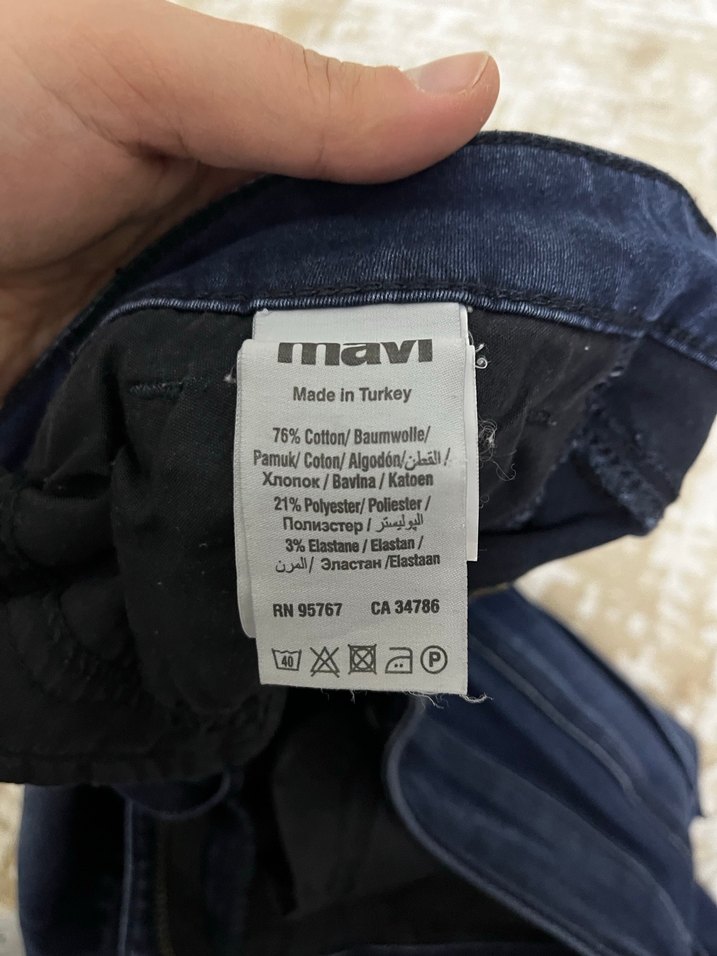 mavi
Made in Turkey
76% Cotton/ Baumwolle/
Pamuk/ Coton/ Algodón/القطن /
Хлопок / Bavlna / Katoen
21% Polyester/ Poliester /
Полиэстер / البوليستر
3% Elastane / Elastan /
المرن/ Эластан /Elastaan
RN 95767 CA 34786
40 P